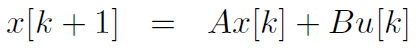 x[k + 1] = Ax[k] + Bu[k]